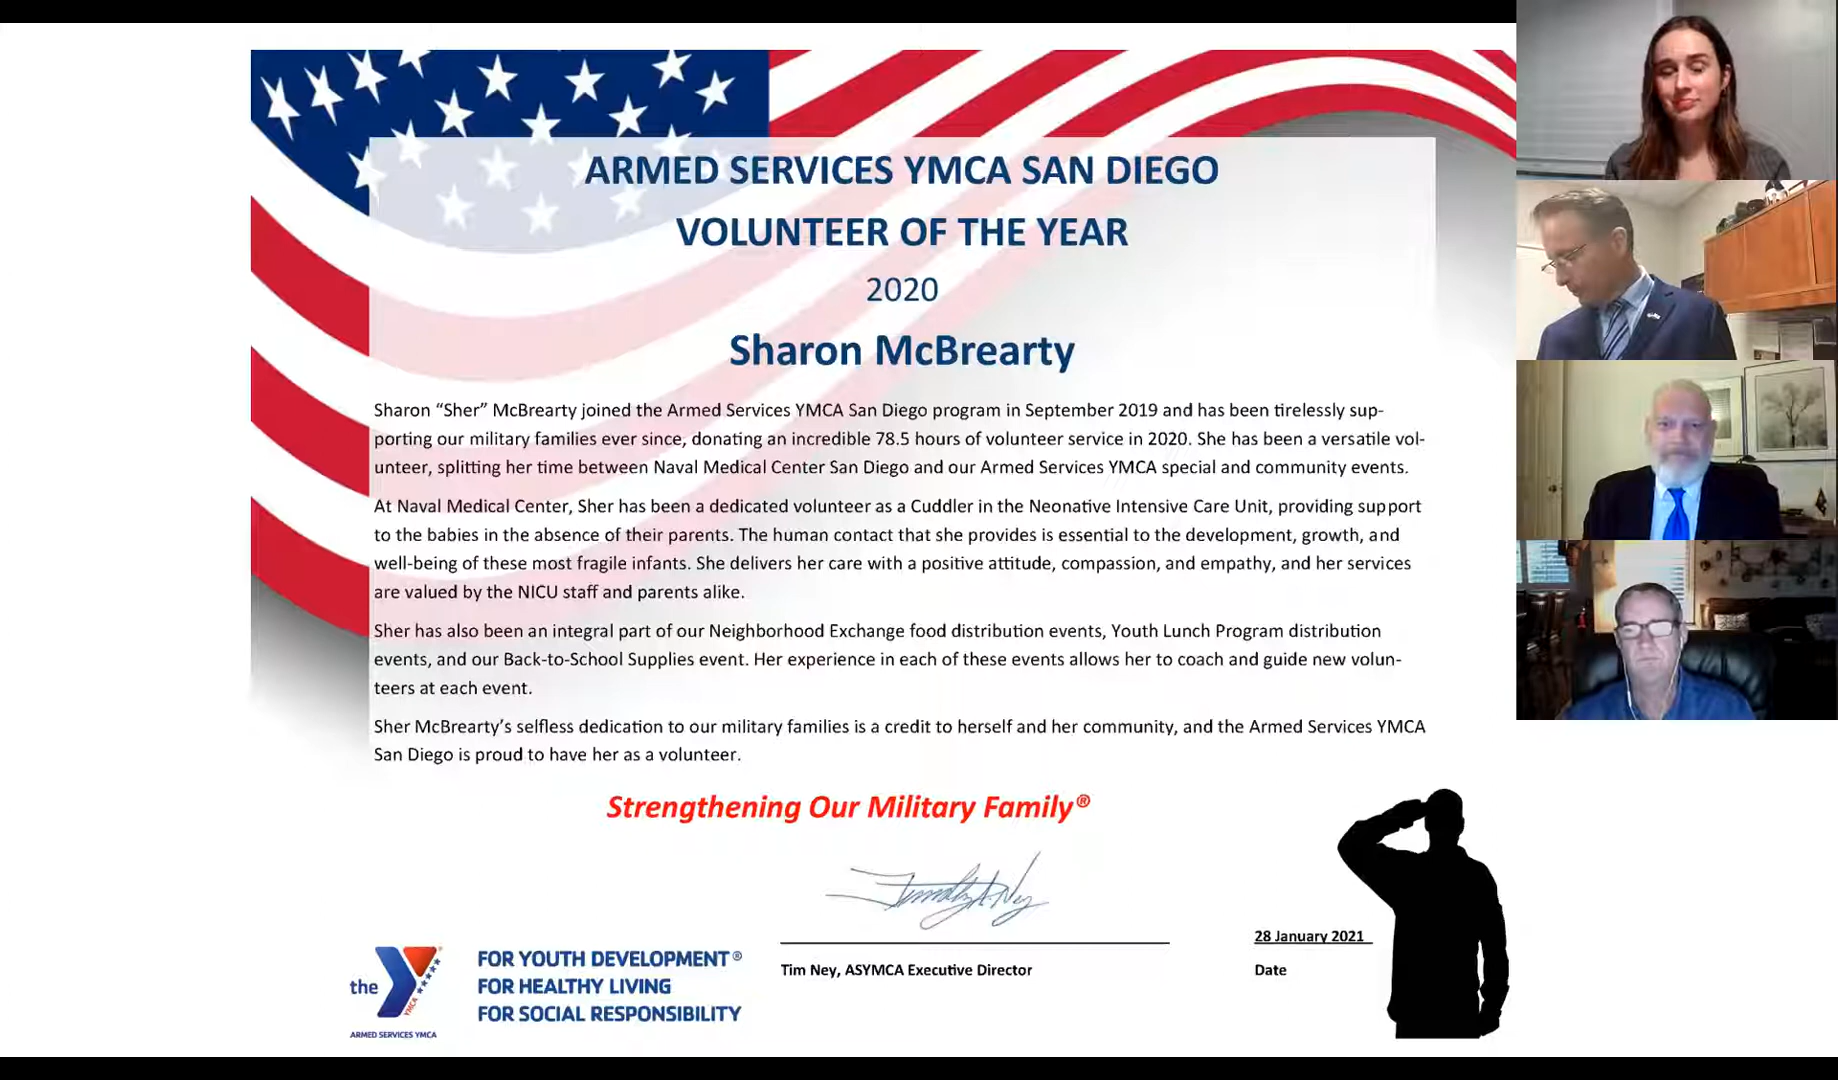 ARMED SERVICES YMCA SAN DIEGO
VOLUNTEER OF THE YEAR
2020
Sharon McBrearty
Sharon “Sher” McBrearty joined the Armed Services YMCA San Diego program in September 2019 and has been tirelessly sup-
porting our military families ever since, donating an incredible 78.5 hours of volunteer service in 2020. She has been a versatile vol-
unteer, splitting her time between Naval Medical Center San Diego and our Armed Services YMCA special and community events.
At Naval Medical Center, Sher has been a dedicated volunteer as a Cuddler in the Neonative Intensive Care Unit, providing support
to the babies in the absence of their parents. The human contact that she provides is essential to the development, growth, and
well-being of these most fragile infants. She delivers her care with a positive attitude, compassion, and empathy, and her services
are valued by the NICU staff and parents alike.
Sher has also been an integral part of our Neighborhood Exchange food distribution events, Youth Lunch Program distribution
events, and our Back-to-School Supplies event. Her experience in each of these events allows her to coach and guide new volun-
teers at each event.
Sher McBrearty’s selfless dedication to our military families is a credit to herself and her community, and the Armed Services YMCA
San Diego is proud to have her as a volunteer.
Strengthening Our Military Family®
Timothy A. Ney
28 January 2021
Tim Ney, ASYMCA Executive Director
Date
the YMCA
ARMED SERVICES YMCA
FOR YOUTH DEVELOPMENT®
FOR HEALTHY LIVING
FOR SOCIAL RESPONSIBILITY